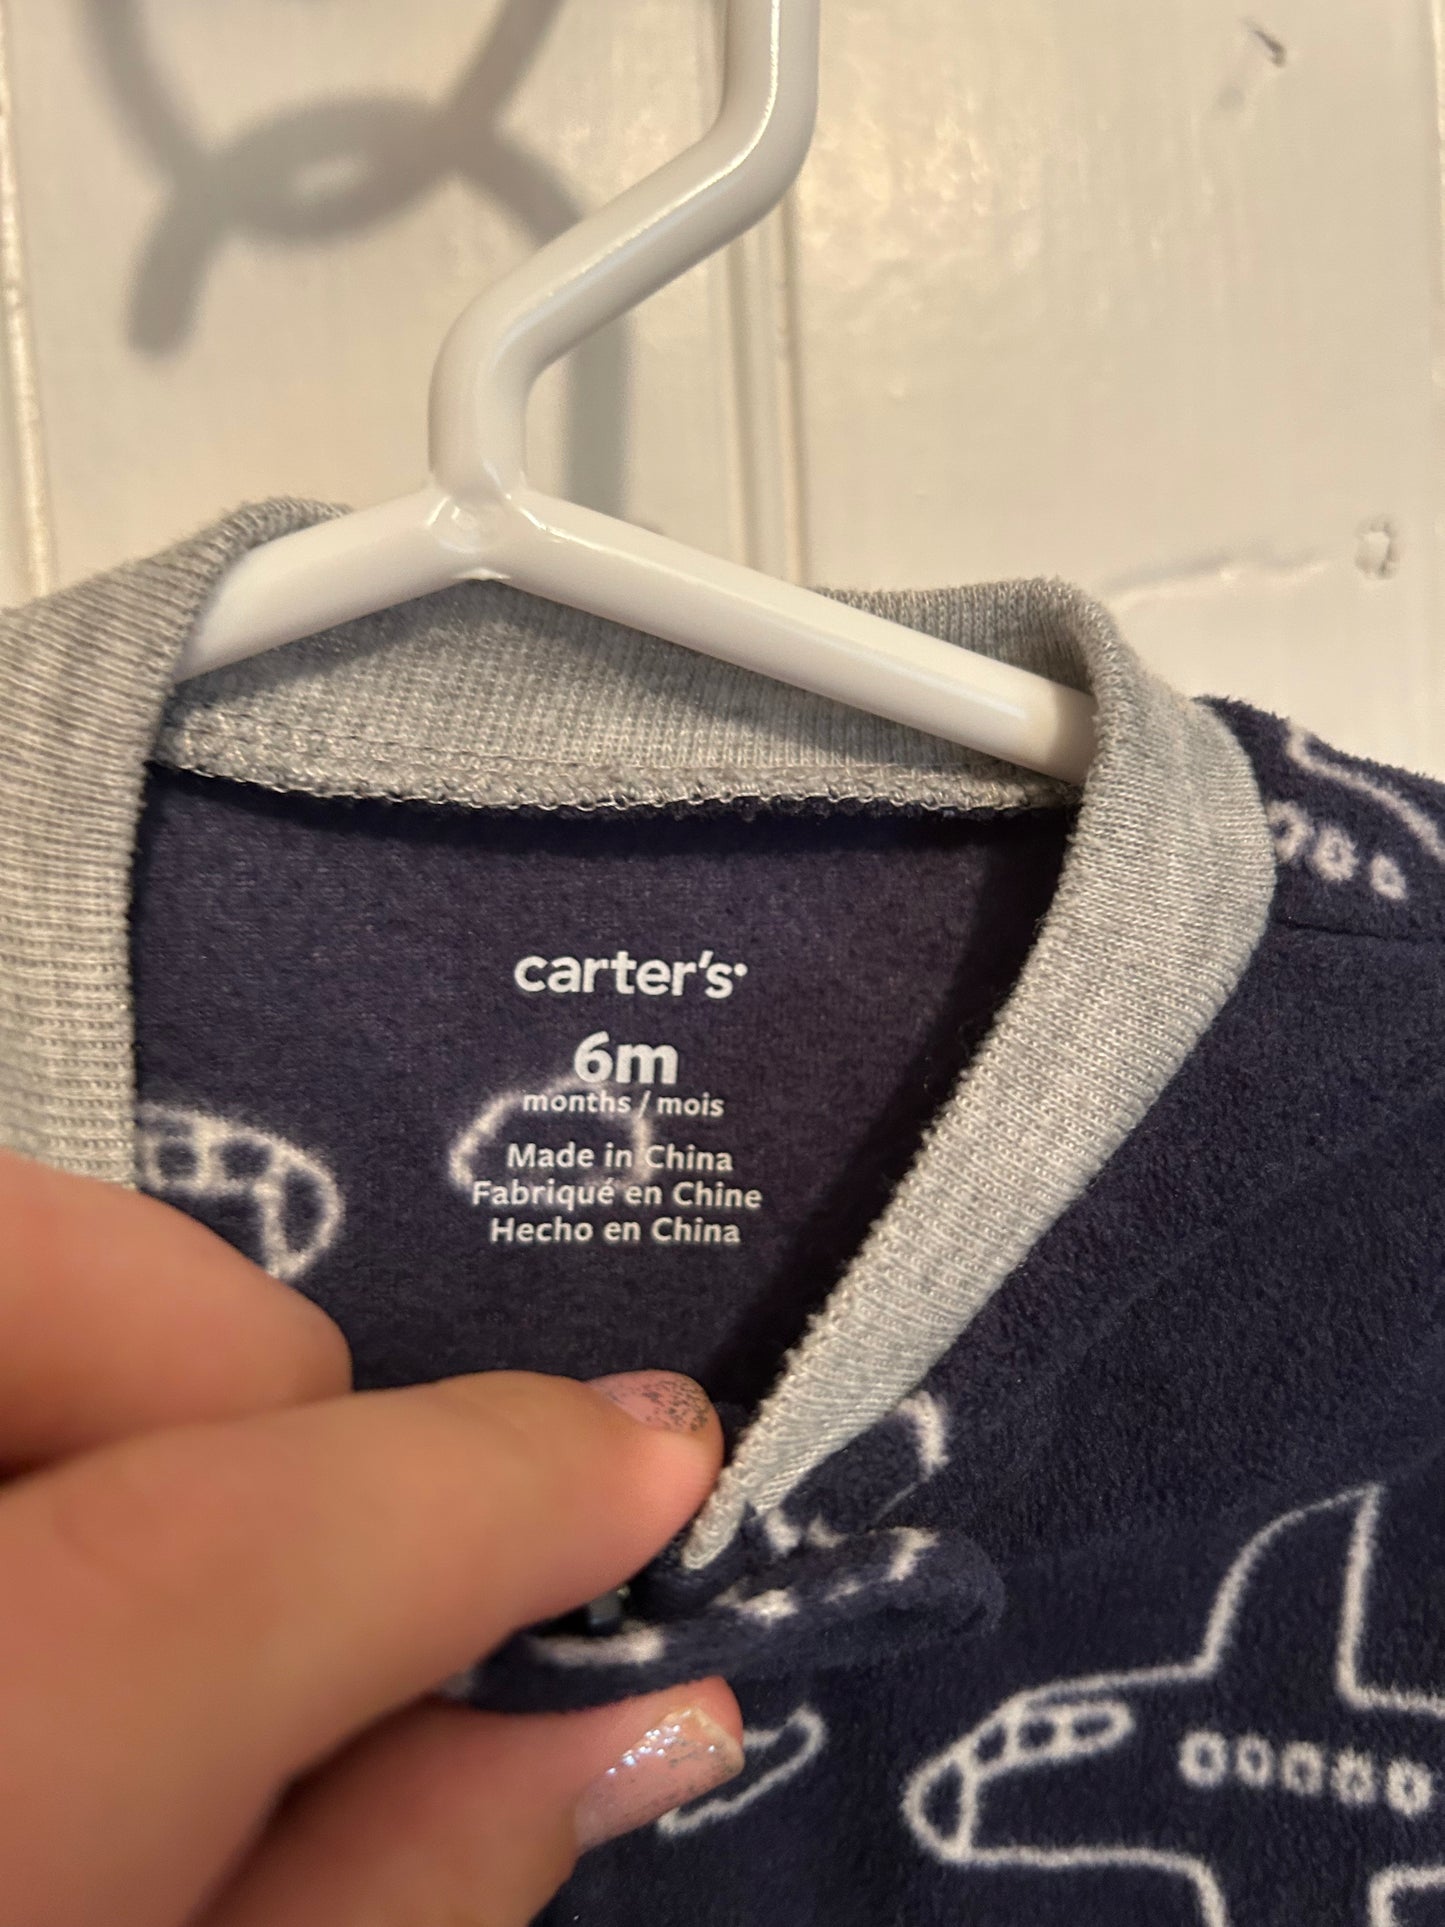 carter's
6m
months / mois
Made in China
Fabriqué en Chine
Hecho en China